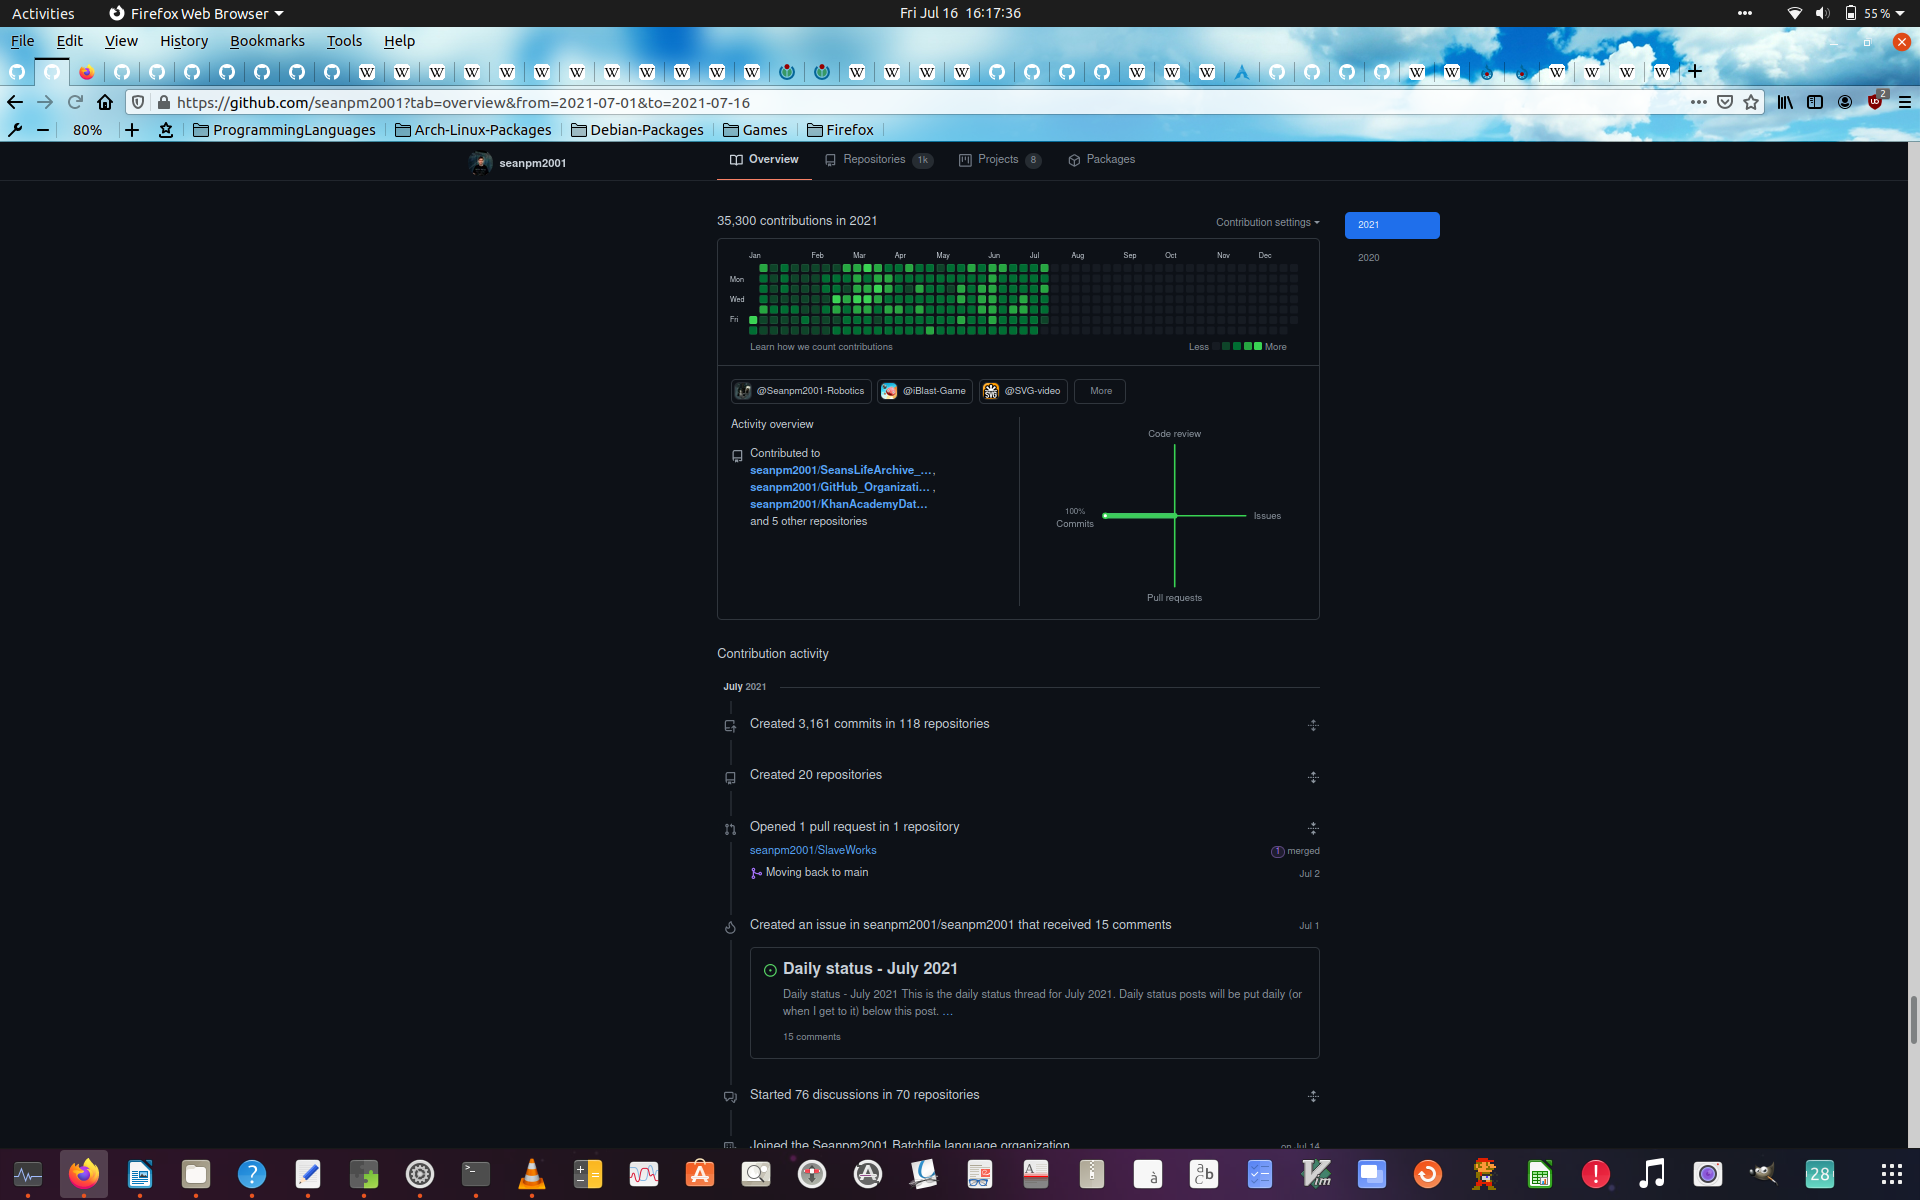 Activities
Firefox Web Browser
Fri Jul 16 16:17:36
55 %
File Edit View History Bookmarks Tools Help
https://github.com/seanpm2001?tab=overview&from=2021-07-01&to=2021-07-16
2
80%
ProgrammingLanguages
Arch-Linux-Packages
Debian-Packages
Games
Firefox
seanpm2001
Overview
Repositories 1k
Projects 8
Packages
35,300 contributions in 2021
Contribution settings
2021
2020
Jan Feb Mar Apr May Jun Jul Aug Sep Oct Nov Dec
Mon
Wed
Fri
Learn how we count contributions
Less More
@Seanpm2001-Robotics
@iBlast-Game
SVG
@SVG-video
More
Activity overview
Contributed to
seanpm2001/SeansLifeArchive_...,
seanpm2001/GitHub_Organizati... ,
seanpm2001/KhanAcademyDat...
and 5 other repositories
Code review
100%
Commits
Issues
Pull requests
Contribution activity
July 2021
Created 3,161 commits in 118 repositories
Created 20 repositories
Opened 1 pull request in 1 repository
seanpm2001/SlaveWorks
1 merged
Moving back to main
Jul 2
Created an issue in seanpm2001/seanpm2001 that received 15 comments
Jul 1
Daily status - July 2021
Daily status - July 2021 This is the daily status thread for July 2021. Daily status posts will be put daily (or
when I get to it) below this post. ...
15 comments
Started 76 discussions in 70 repositories
Joined the Seanpm2001 Batchfile language organization
on Jul 14
28